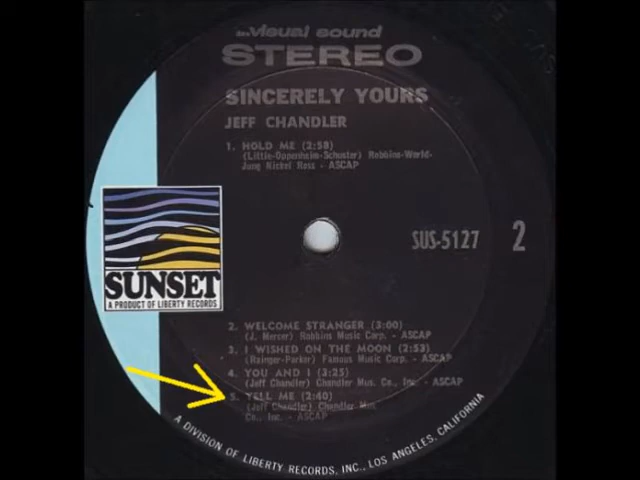 ...visual sound
STEREO
SINCERELY YOURS
JEFF CHANDLER
1. HOLD ME (2:58)
(Little-Oppenheim-Schuster) Robbins-World-
Jung Nickel Ross - ASCAP
SUS-5127
2
SUNSET
A PRODUCT OF LIBERTY RECORDS
2. WELCOME STRANGER (3:00)
(J. Mercer) Robbins Music Corp. - ASCAP
3. I WISHED ON THE MOON (2:53)
(Rainger-Parker) Famous Music Corp. - ASCAP
4. YOU AND I (3:25)
(Jeff Chandler) Chandler Mus. Co., Inc. - ASCAP
5. TELL ME (2:40)
(Jeff Chandler) Chandler Mus.
Co., Inc. - ASCAP
A DIVISION OF LIBERTY RECORDS, INC., LOS ANGELES, CALIFORNIA